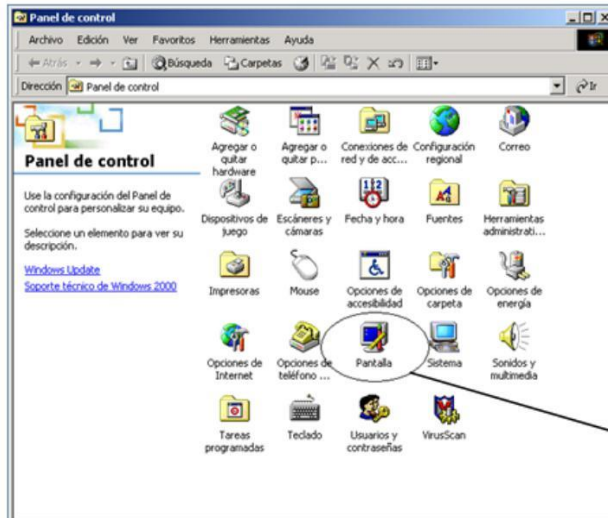 Panel de control
Archivo Edición Ver Favoritos Herramientas Ayuda
Atrás Búsqueda Carpetas
Dirección Panel de control Ir
Panel de control
Use la configuración del Panel de
control para personalizar su equipo.
Seleccione un elemento para ver su
descripción.
Windows Update
Soporte técnico de Windows 2000
Agregar o
quitar
hardware
Agregar o
quitar p...
Conexiones de
red y de acc...
Configuración
regional
Correo
Dispositivos de
juego
Escáneres y
cámaras
Fecha y hora
Fuentes
Herramientas
administrati...
Impresoras
Mouse
Opciones de
accesibilidad
Opciones de
carpeta
Opciones de
energía
Opciones de
Internet
Opciones de
teléfono ...
Pantalla
Sistema
Sonidos y
multimedia
Tareas
programadas
Teclado
Usuarios y
contraseñas
VirusScan